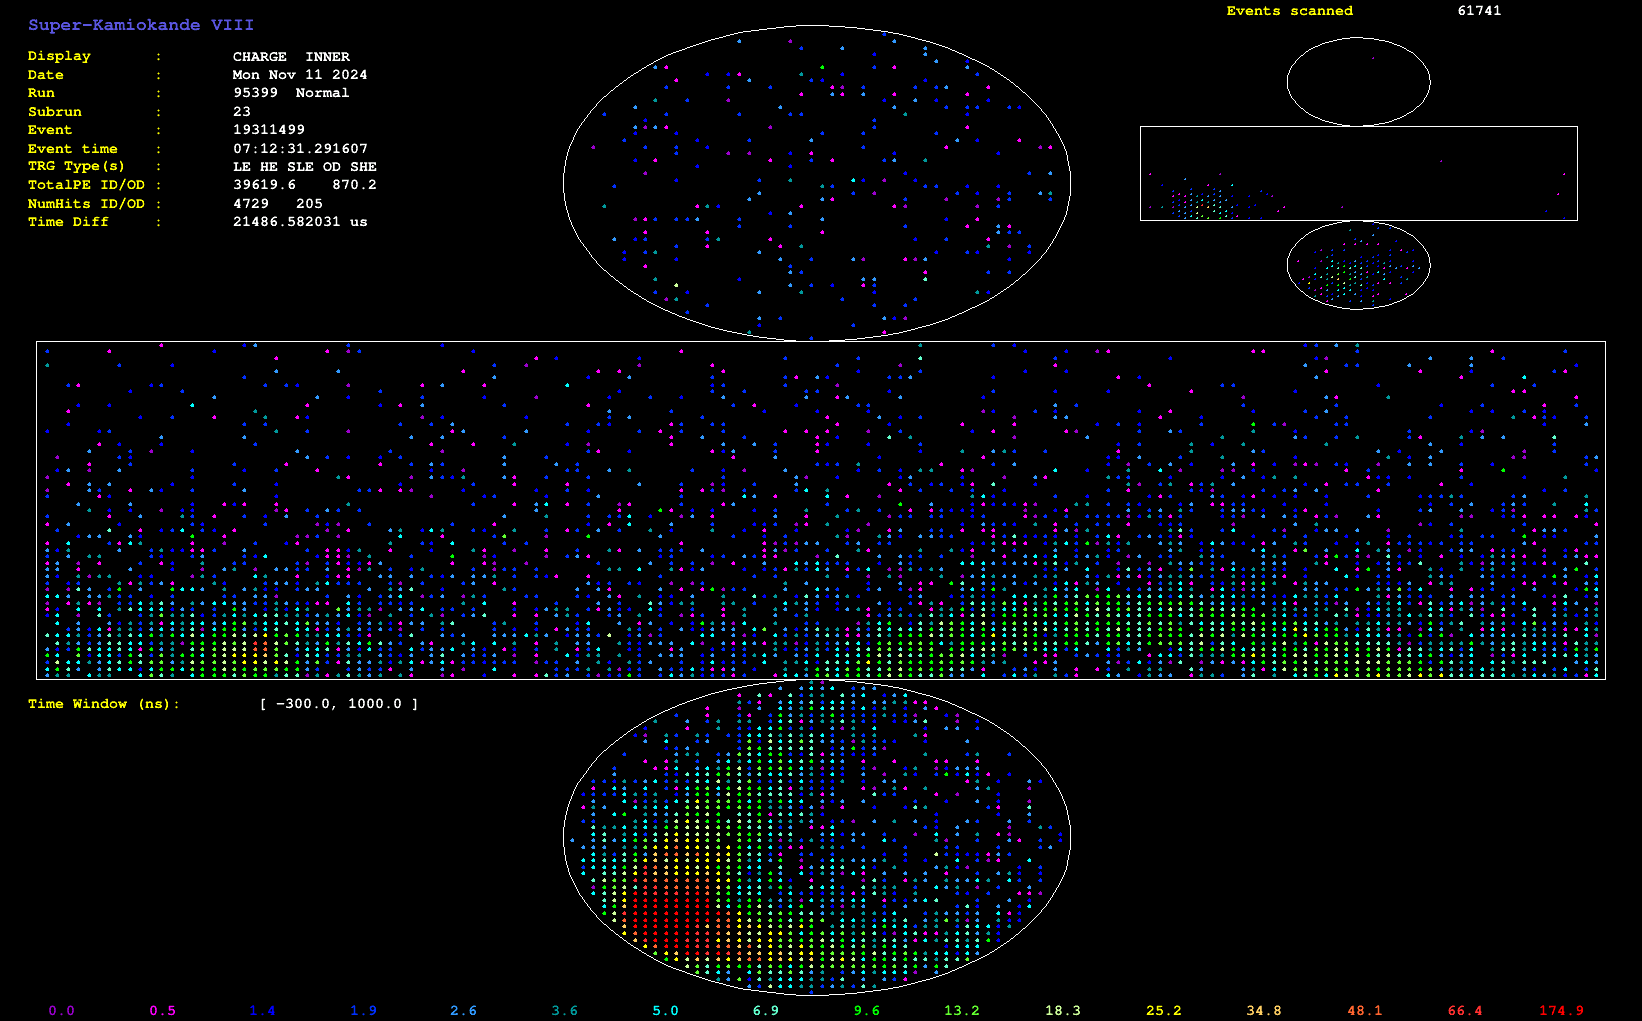 Super-Kamiokande VIII
Events scanned 61741
Display : CHARGE INNER
Date : Mon Nov 11 2024
Run : 95399 Normal
Subrun : 23
Event : 19311499
Event time : 07:12:31.291607
TRG Type(s) : LE HE SLE OD SHE
TotalPE ID/OD : 39619.6 870.2
NumHits ID/OD : 4729 205
Time Diff : 21486.582031 us
Time Window (ns): [ -300.0, 1000.0 ]
0.0 0.5 1.4 1.9 2.6 3.6 5.0 6.9 9.6 13.2 18.3 25.2 34.8 48.1 66.4 174.9